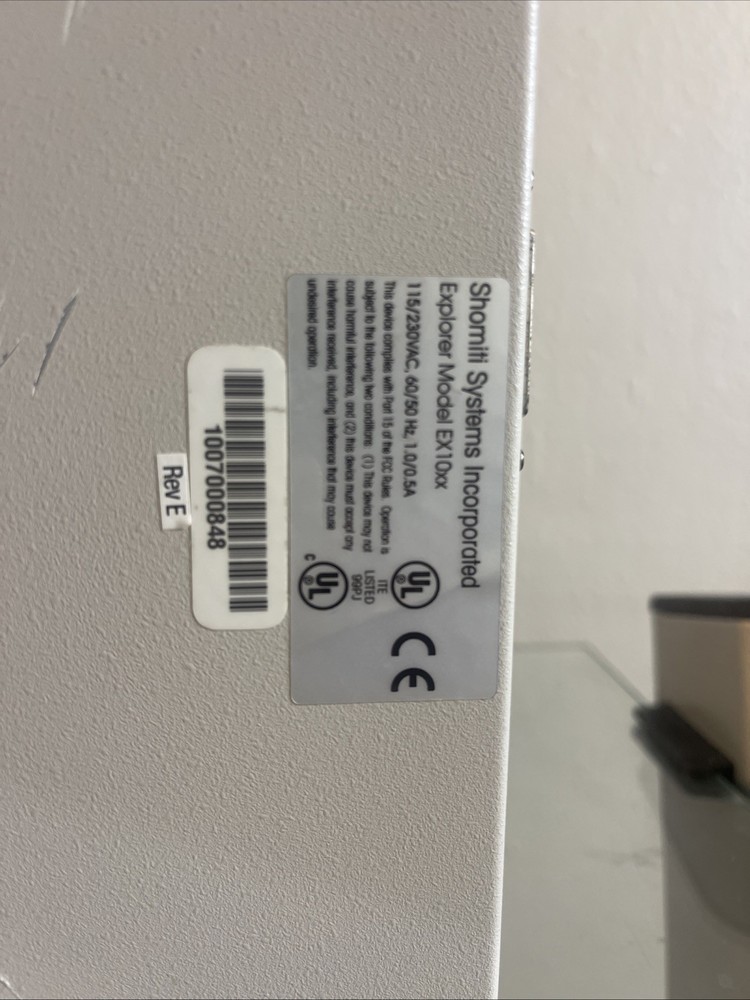 Shomiti Systems Incorporated
Explorer Model EX10xx
115/230VAC, 60/50 Hz, 1.0/0.5A
This device complies with Part 15 of the FCC Rules. Operation is
subject to the following two conditions: (1) This device may not
cause harmful interference, and (2) this device must accept any
interference received, including interference that may cause
undesired operation.
UL
®
ITE
LISTED
99PJ
C
UL
®
CE
1007000848
Rev E